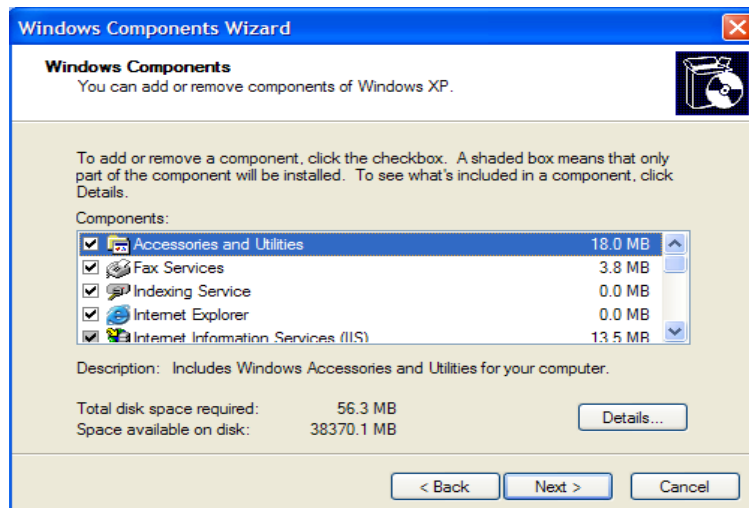 Windows Components Wizard
Windows Components
You can add or remove components of Windows XP.
To add or remove a component, click the checkbox. A shaded box means that only
part of the component will be installed. To see what's included in a component, click
Details.
Components:
Accessories and Utilities 18.0 MB
Fax Services 3.8 MB
Indexing Service 0.0 MB
Internet Explorer 0.0 MB
Internet Information Services (IIS) 13.5 MB
Description: Includes Windows Accessories and Utilities for your computer.
Total disk space required: 56.3 MB
Space available on disk: 38370.1 MB
Details...
< Back Next > Cancel